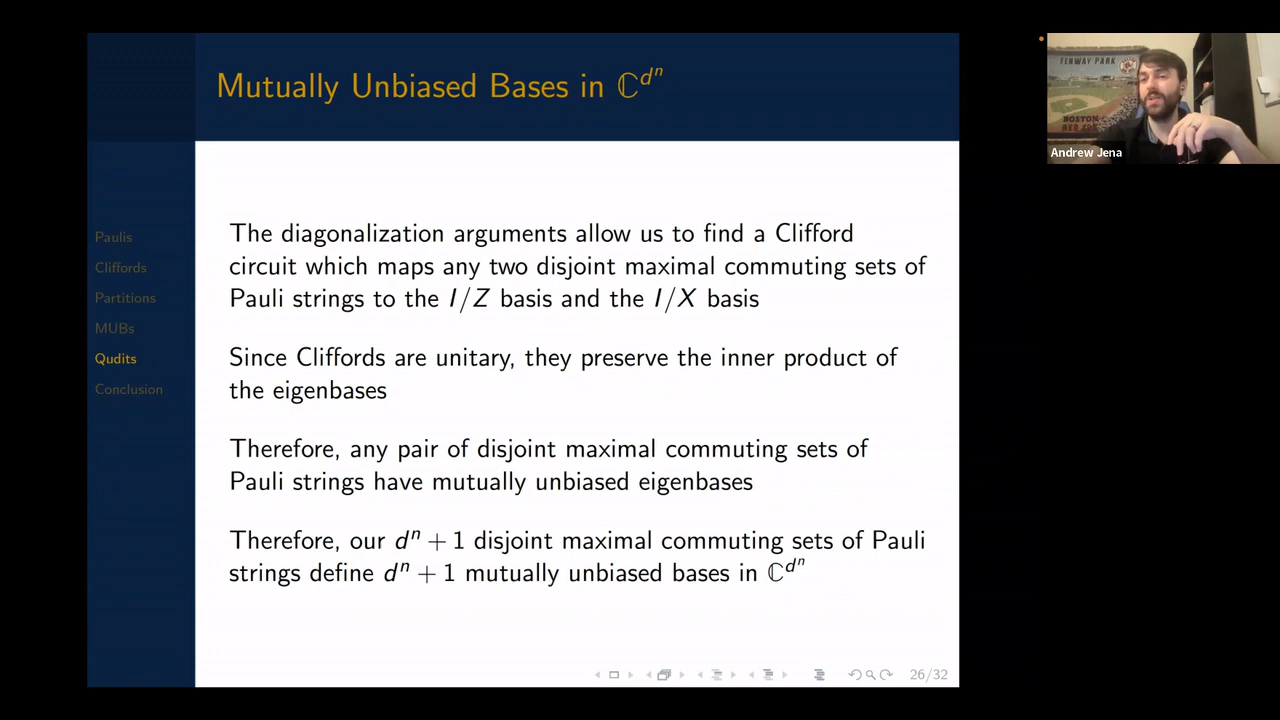 Mutually Unbiased Bases in ℂ^{d^n}
FENWAY PARK
BOSTON
RED SOX
Andrew Jena
Paulis
Cliffords
Partitions
MUBs
Qudits
Conclusion
The diagonalization arguments allow us to find a Clifford
circuit which maps any two disjoint maximal commuting sets of
Pauli strings to the I/Z basis and the I/X basis
Since Cliffords are unitary, they preserve the inner product of
the eigenbases
Therefore, any pair of disjoint maximal commuting sets of
Pauli strings have mutually unbiased eigenbases
Therefore, our dⁿ + 1 disjoint maximal commuting sets of Pauli
strings define dⁿ + 1 mutually unbiased bases in ℂ^{d^n}
26/32